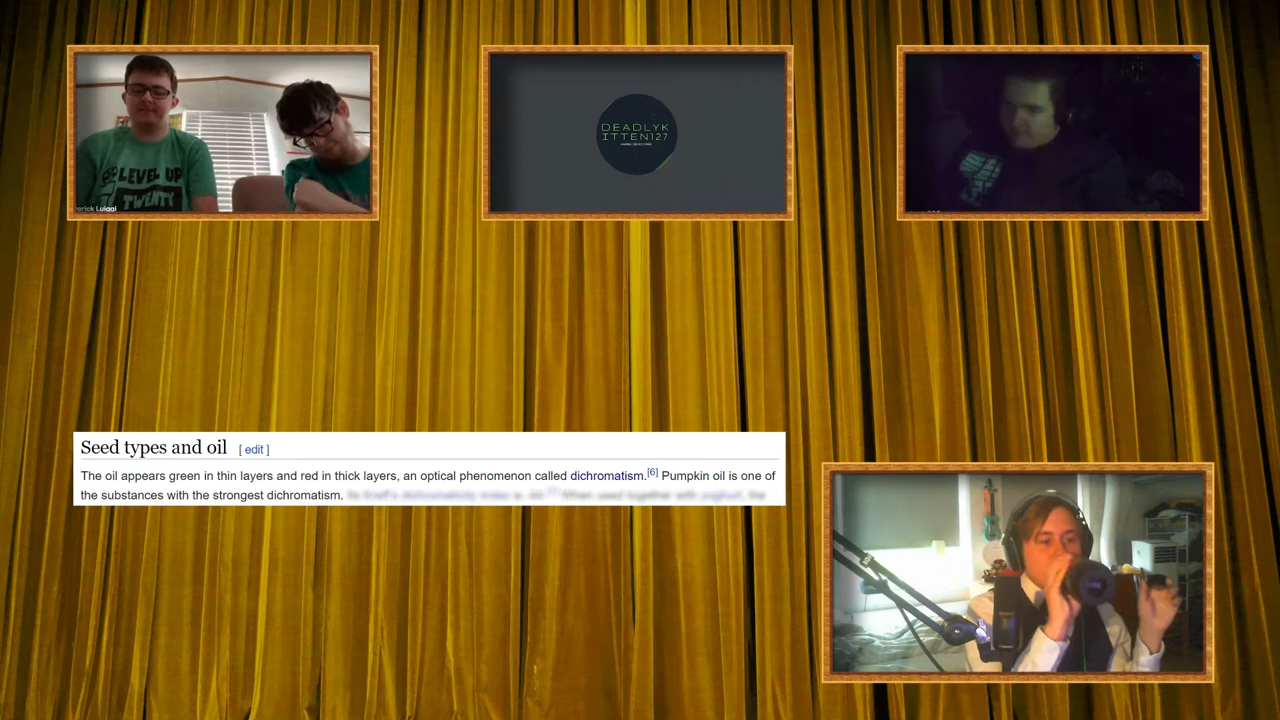 LEVEL UP
TWENTY
erick Luiggi
DEADLYK
ITTEN127
Seed types and oil [ edit ]
The oil appears green in thin layers and red in thick layers, an optical phenomenon called dichromatism.[6] Pumpkin oil is one of
the substances with the strongest dichromatism.